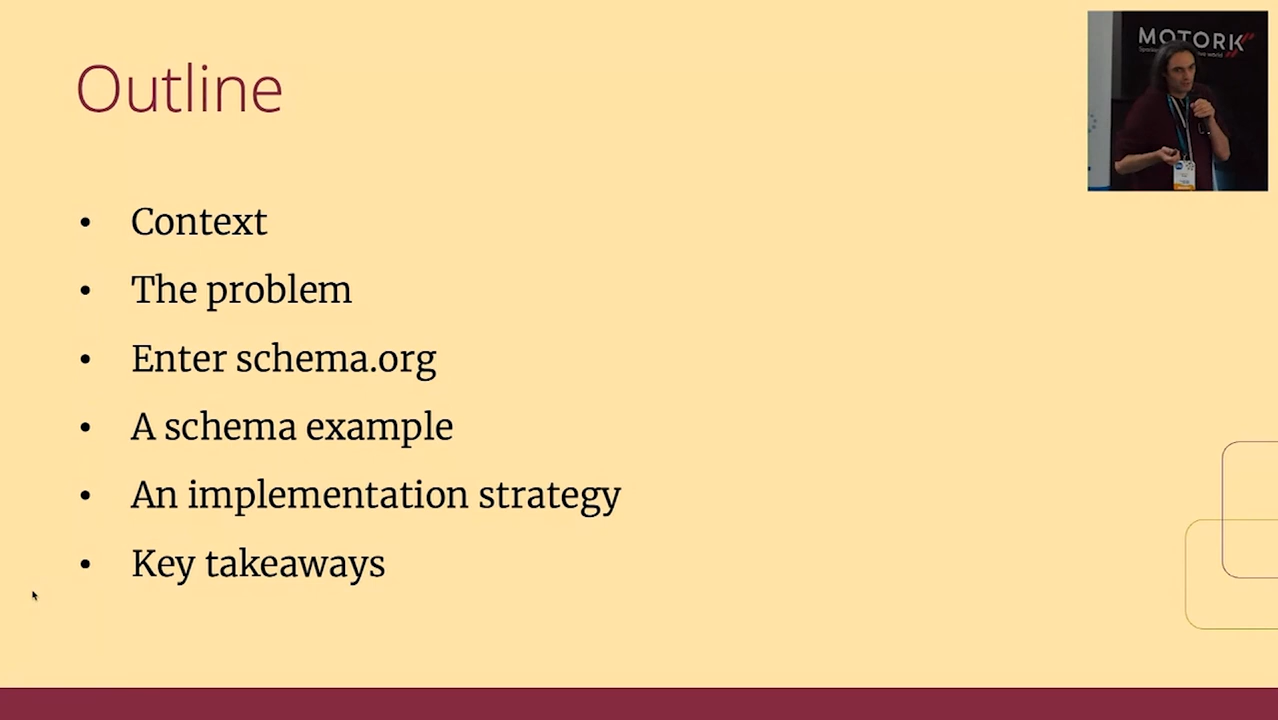 Outline
MOTORK
• Context
• The problem
• Enter schema.org
• A schema example
• An implementation strategy
• Key takeaways